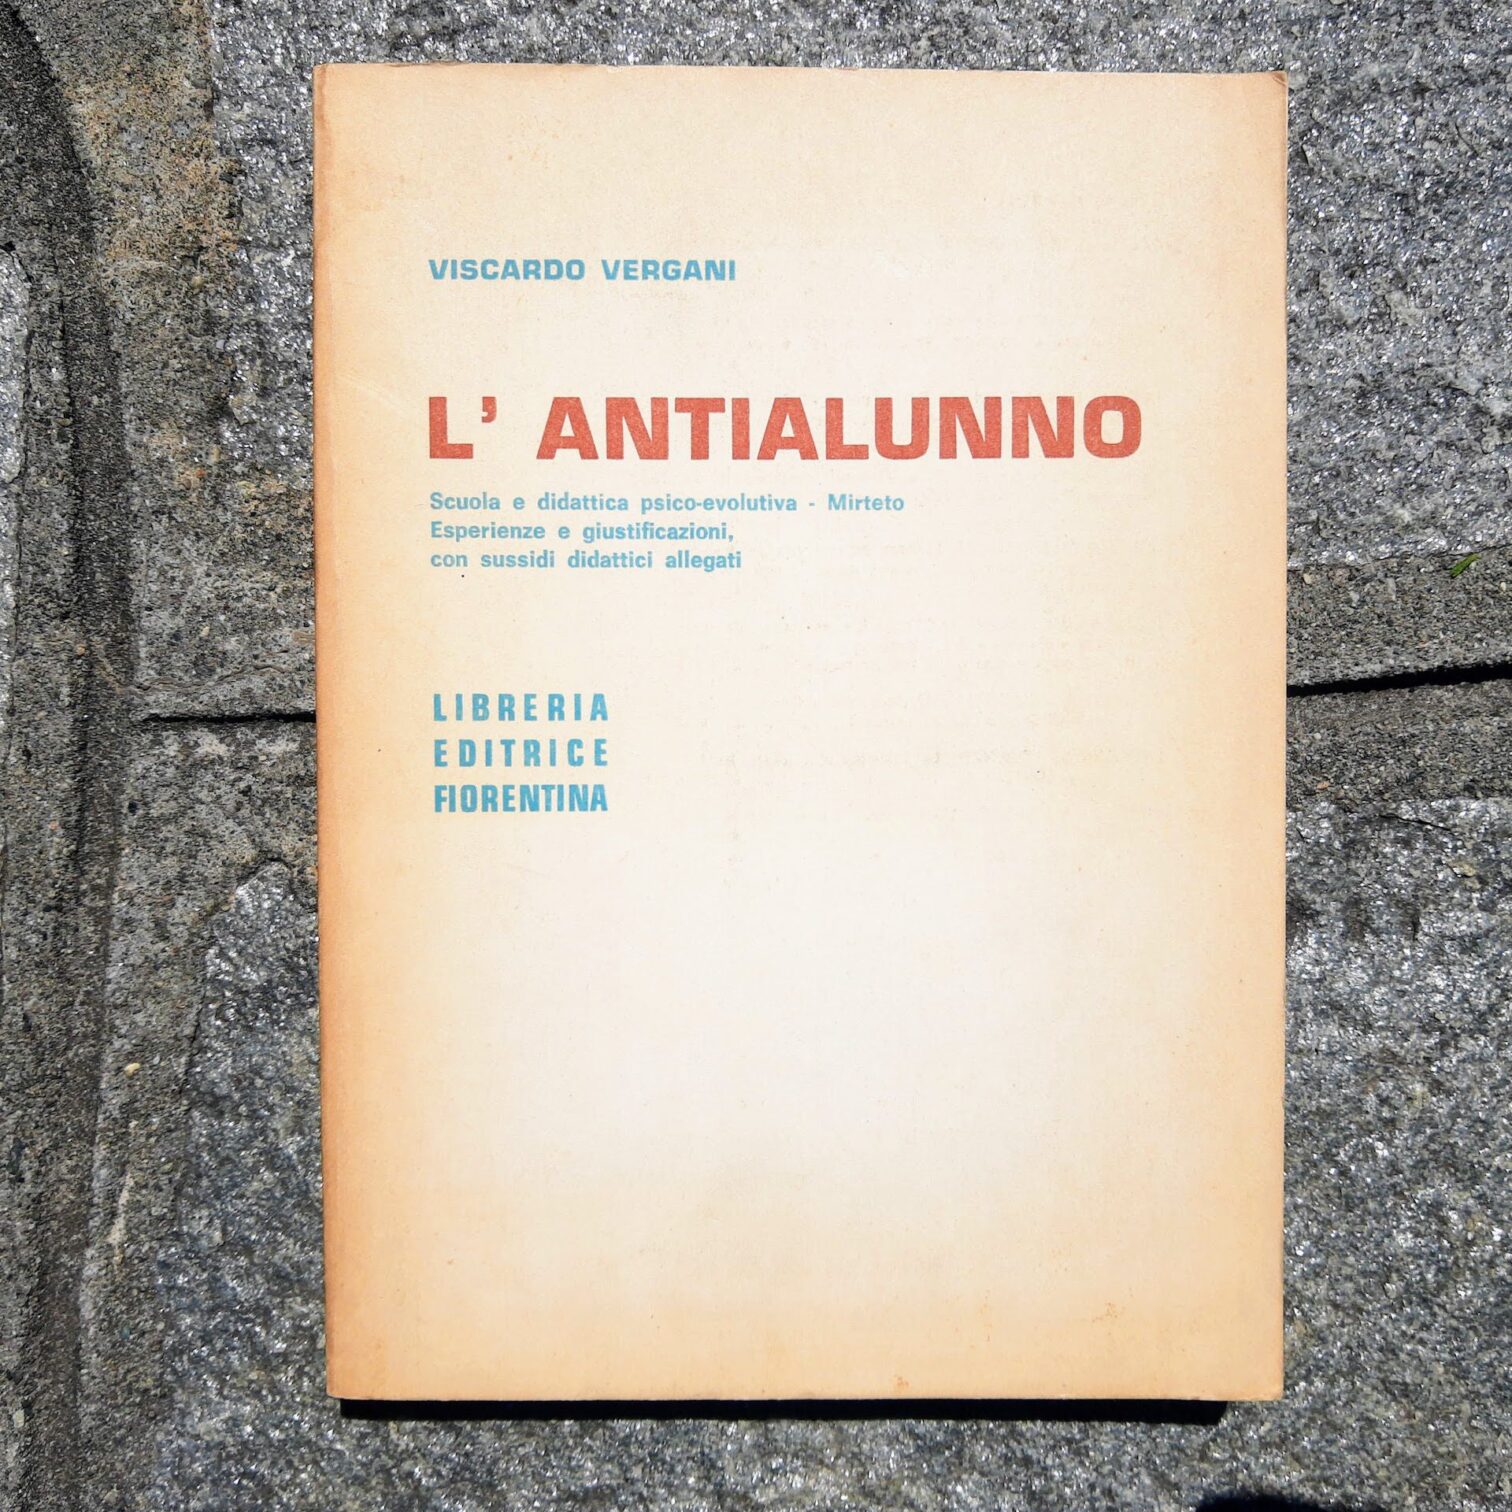 VISCARDO VERGANI
L' ANTIALUNNO
Scuola e didattica psico-evolutiva - Mirteto
Esperienze e giustificazioni,
con sussidi didattici allegati
LIBRERIA
EDITRICE
FIORENTINA